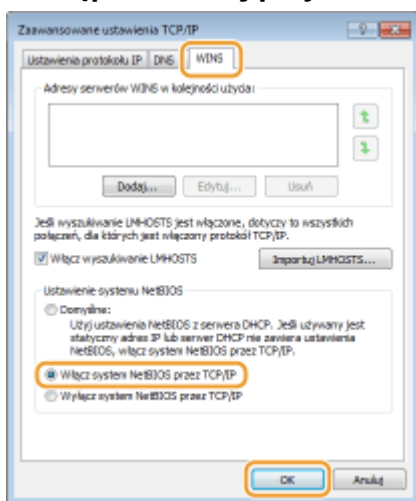 Zaawansowane ustawienia TCP/IP
Ustawienia protokołu IP DNS WINS
Adresy serwerów WINS w kolejności użycia:
Dodaj... Edytuj... Usuń
Jeśli wyszukiwanie LMHOSTS jest włączone, dotyczy to wszystkich
połączeń, dla których jest włączony protokół TCP/IP.
Włącz wyszukiwanie LMHOSTS Importuj LMHOSTS...
Ustawienie systemu NetBIOS
Domyślne:
Użyj ustawienia NetBIOS z serwera DHCP. Jeśli używany jest
statyczny adres IP lub serwer DHCP nie zawiera ustawienia
NetBIOS, włącz system NetBIOS przez TCP/IP.
Włącz system NetBIOS przez TCP/IP
Wyłącz system NetBIOS przez TCP/IP
OK Anuluj